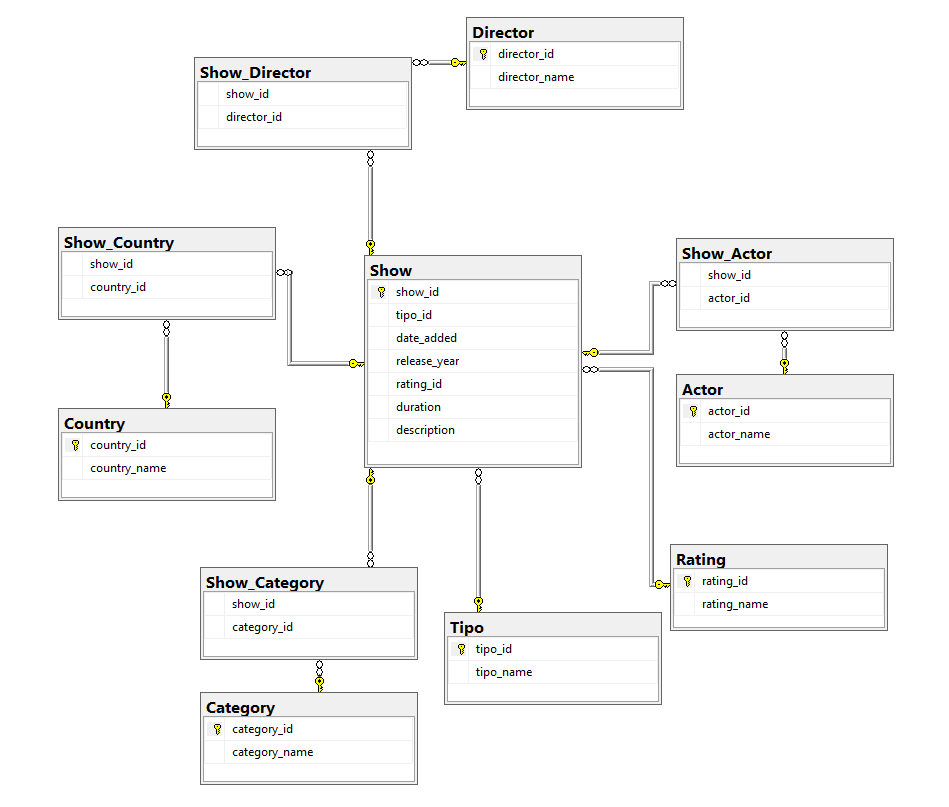 Director
director_id
director_name
Show_Director
show_id
director_id
Show_Country
show_id
country_id
Show
show_id
tipo_id
date_added
release_year
rating_id
duration
description
Show_Actor
show_id
actor_id
Actor
actor_id
actor_name
Country
country_id
country_name
Rating
rating_id
rating_name
Show_Category
show_id
category_id
Tipo
tipo_id
tipo_name
Category
category_id
category_name